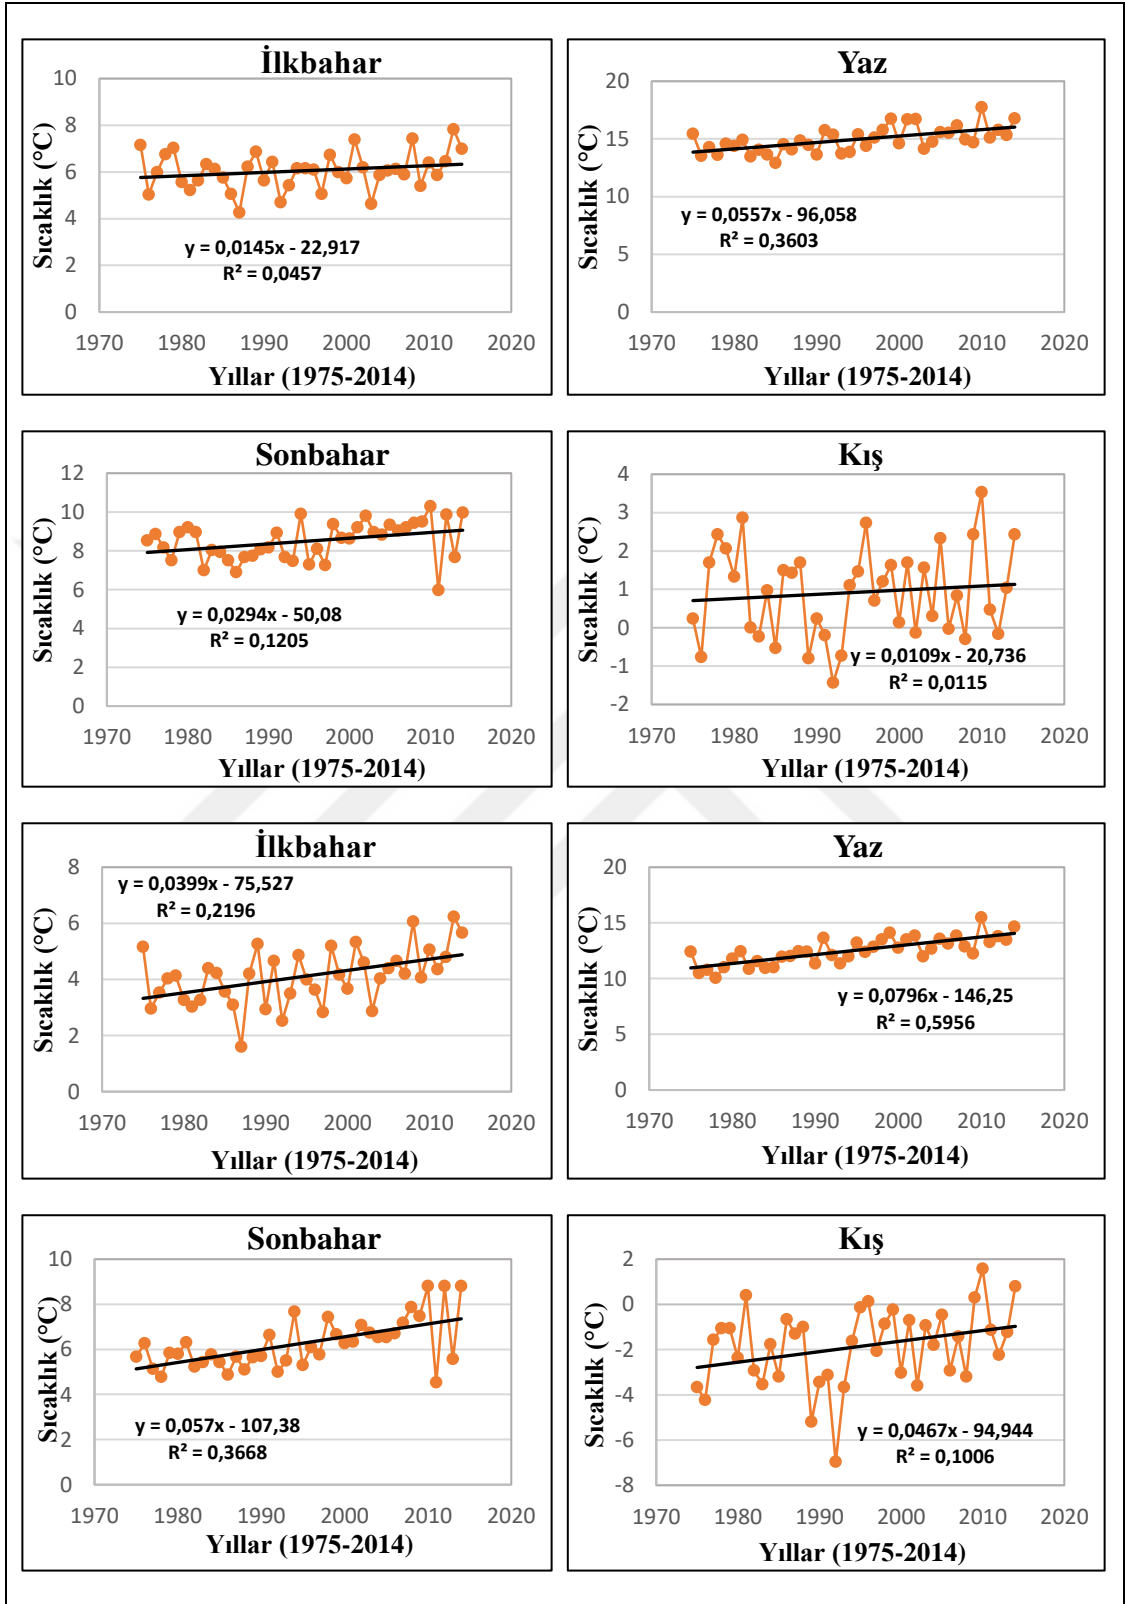 İlkbahar
10
8
6
4
2
0
Sıcaklık (°C)
y = 0,0145x - 22,917
R² = 0,0457
1970 1980 1990 2000 2010 2020
Yıllar (1975-2014)
Yaz
20
15
10
5
0
Sıcaklık (°C)
y = 0,0557x - 96,058
R² = 0,3603
1970 1980 1990 2000 2010 2020
Yıllar (1975-2014)
Sonbahar
12
10
8
6
4
2
0
Sıcaklık (°C)
y = 0,0294x - 50,08
R² = 0,1205
1970 1980 1990 2000 2010 2020
Yıllar (1975-2014)
Kış
4
3
2
1
0
-1
-2
Sıcaklık (°C)
y = 0,0109x - 20,736
R² = 0,0115
1970 1980 1990 2000 2010 2020
Yıllar (1975-2014)
İlkbahar
8
6
4
2
0
Sıcaklık (°C)
y = 0,0399x - 75,527
R² = 0,2196
1970 1980 1990 2000 2010 2020
Yıllar (1975-2014)
Yaz
20
15
10
5
0
Sıcaklık (°C)
y = 0,0796x - 146,25
R² = 0,5956
1970 1980 1990 2000 2010 2020
Yıllar (1975-2014)
Sonbahar
10
8
6
4
2
0
Sıcaklık (°C)
y = 0,057x - 107,38
R² = 0,3668
1970 1980 1990 2000 2010 2020
Yıllar (1975-2014)
Kış
2
0
-2
-4
-6
-8
Sıcaklık (°C)
y = 0,0467x - 94,944
R² = 0,1006
1970 1980 1990 2000 2010 2020
Yıllar (1975-2014)